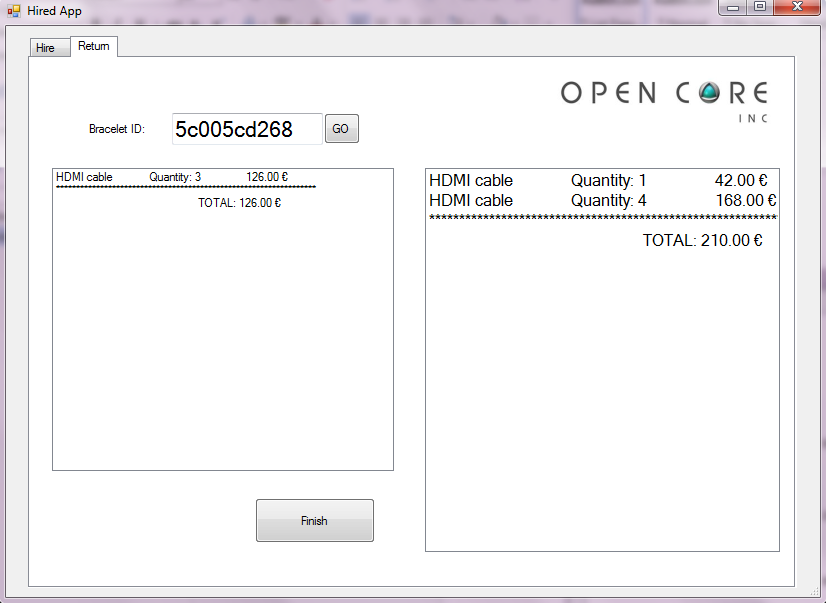 Hired App
Hire Return
OPEN CORE
INC
Bracelet ID: 5c005cd268 GO
HDMI cable Quantity: 3 126.00 €
TOTAL: 126.00 €
HDMI cable Quantity: 1 42.00 €
HDMI cable Quantity: 4 168.00 €
***********************************************************
TOTAL: 210.00 €
Finish